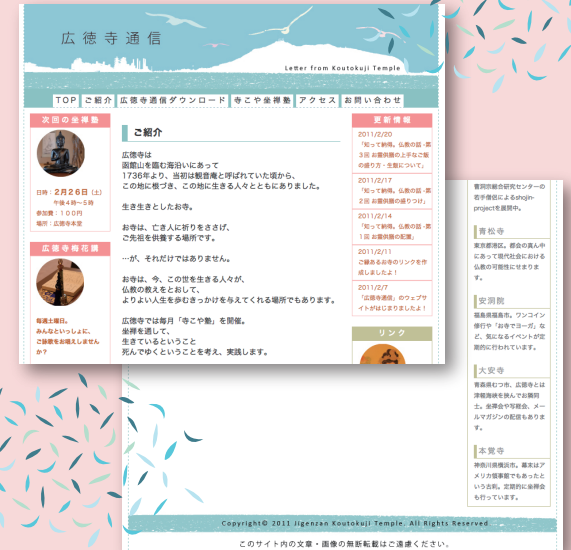 広徳寺通信
Letter from Koutokuji Temple
TOP ご紹介 広徳寺通信ダウンロード 寺こや坐禅塾 アクセス お問い合わせ
次回の坐禅塾
日時：2月26日（土）
午後4時～5時
参加費：１００円
場所：広徳寺本堂
広徳寺梅花講
毎週土曜日。
みんなといっしょに、
ご詠歌をお唱えしません
か？
ご紹介
広徳寺は
函館山を臨む海沿いにあって
1736年より、当初は観音庵と呼ばれていた頃から、
この地に根づき、この地に生きる人々とともにありました。
生き生きとしたお寺。
お寺は、亡き人に祈りをささげ、
ご先祖を供養する場所です。
…が、それだけではありません。
お寺は、今、この世を生きる人々が、
仏教の教えをとおして、
よりよい人生を歩むきっかけを与えてくれる場所でもあります。
広徳寺では毎月「寺こや塾」を開催。
坐禅を通して、
生きているということ
死んでゆくということを考え、実践します。
更新情報
2011/2/20
「知って納得。仏教の話-第
3回 お霊供膳の上手なご飯
の盛り方・生飯について」
2011/2/17
「知って納得。仏教の話-第
2回 お霊供膳の盛りつけ」
2011/2/14
「知って納得。仏教の話-第
1回 お霊供膳の配置」
2011/2/11
ご縁あるお寺のリンクを作
成しましたよ！
2011/2/7
「広徳寺通信」のウェブサ
イトがはじまりましたよ！
リンク
曹洞宗総合研究センターの
若手僧侶によるshojin-
projectを展開中。
青松寺
東京都港区。都会の真ん中
にあって現代社会における
仏教の可能性にせまりま
す。
安洞院
福島県福島市。ワンコイン
修行や「お寺でヨーガ」な
ど、気になるイベントが定
期的に行われています。
大安寺
青森県むつ市、広徳寺とは
津軽海峡を挟んでお隣同
士。坐禅会や写経会、メー
ルマガジンの配信もありま
す。
本覚寺
神奈川県横浜市。幕末はア
メリカ領事館でもあったと
いう古刹。定期的に坐禅会
も行っています。
Copyright© 2011 Jigenzan Koutokuji Temple. All Rights Reserved
このサイト内の文章・画像の無断転載はご遠慮ください。